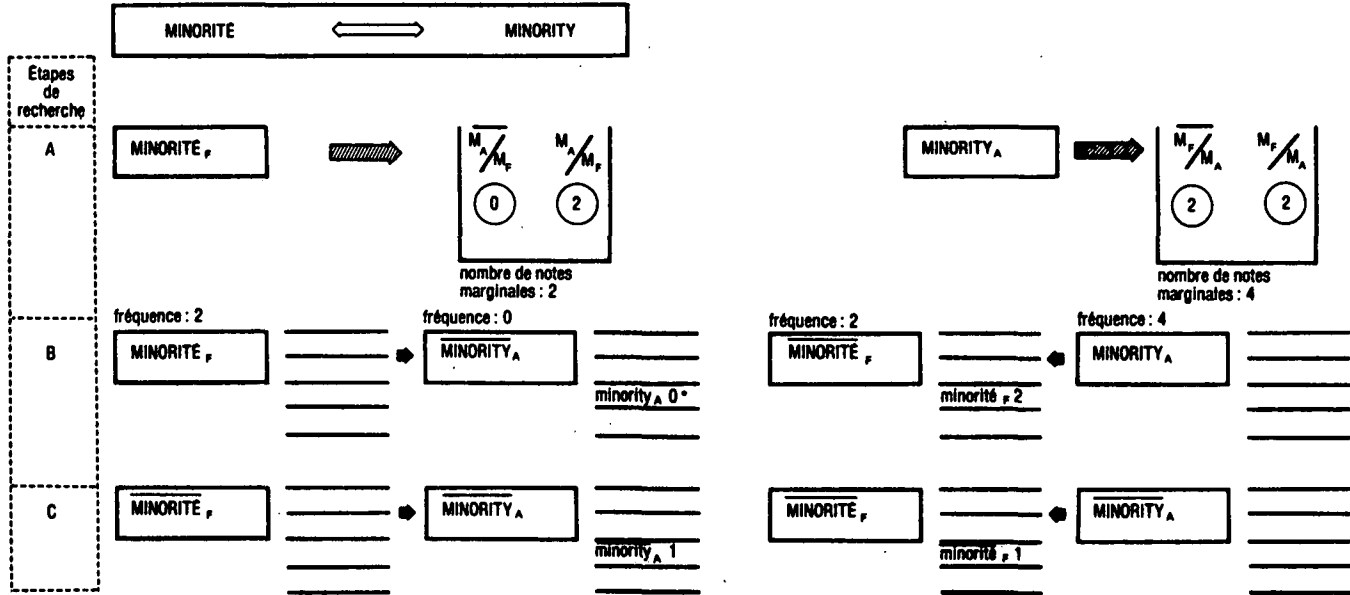 MINORITÉ MINORITY
Étapes
de
recherche
A
MINORITÉ F
M A / M F M A / M F
0 2
nombre de notes
marginales : 2
MINORITY A
M F / M A M F / M A
2 2
nombre de notes
marginales : 4
B
fréquence : 2 fréquence : 0
MINORITÉ F MINORITY A
minority A 0*
fréquence : 2 fréquence : 4
MINORITÉ F MINORITY A
minorité F 2
C
MINORITÉ F MINORITY A
minority A 1
MINORITÉ F MINORITY A
minorité F 1